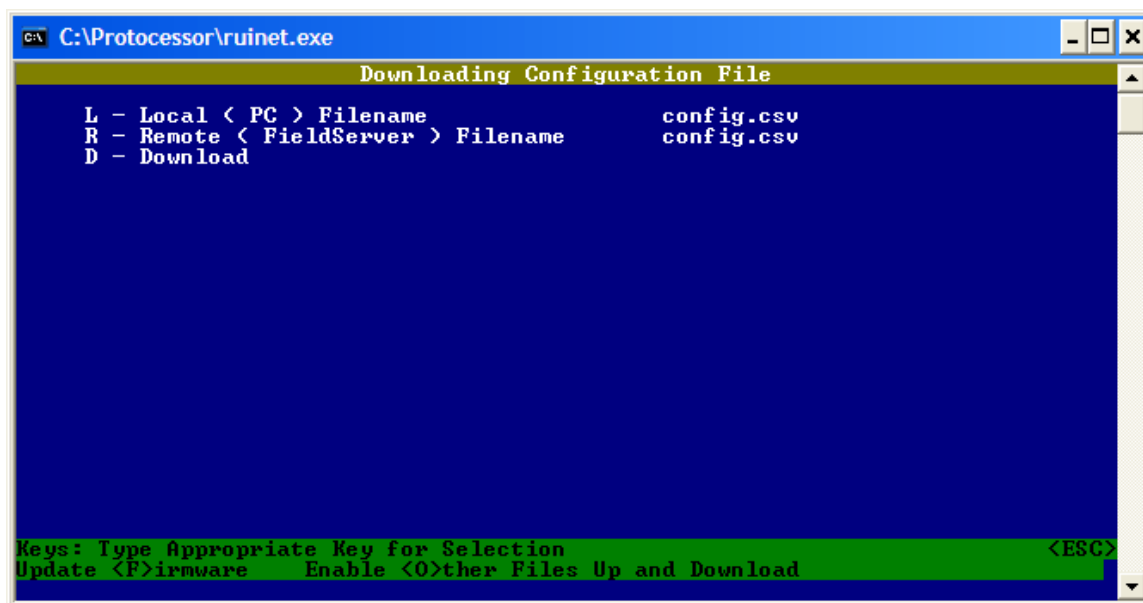 C:\Protocessor\ruinet.exe
Downloading Configuration File
L - Local ( PC ) Filename config.csv
R - Remote ( FieldServer ) Filename config.csv
D - Download
Keys: Type Appropriate Key for Selection <ESC>
Update <F>irmware Enable <O>ther Files Up and Download